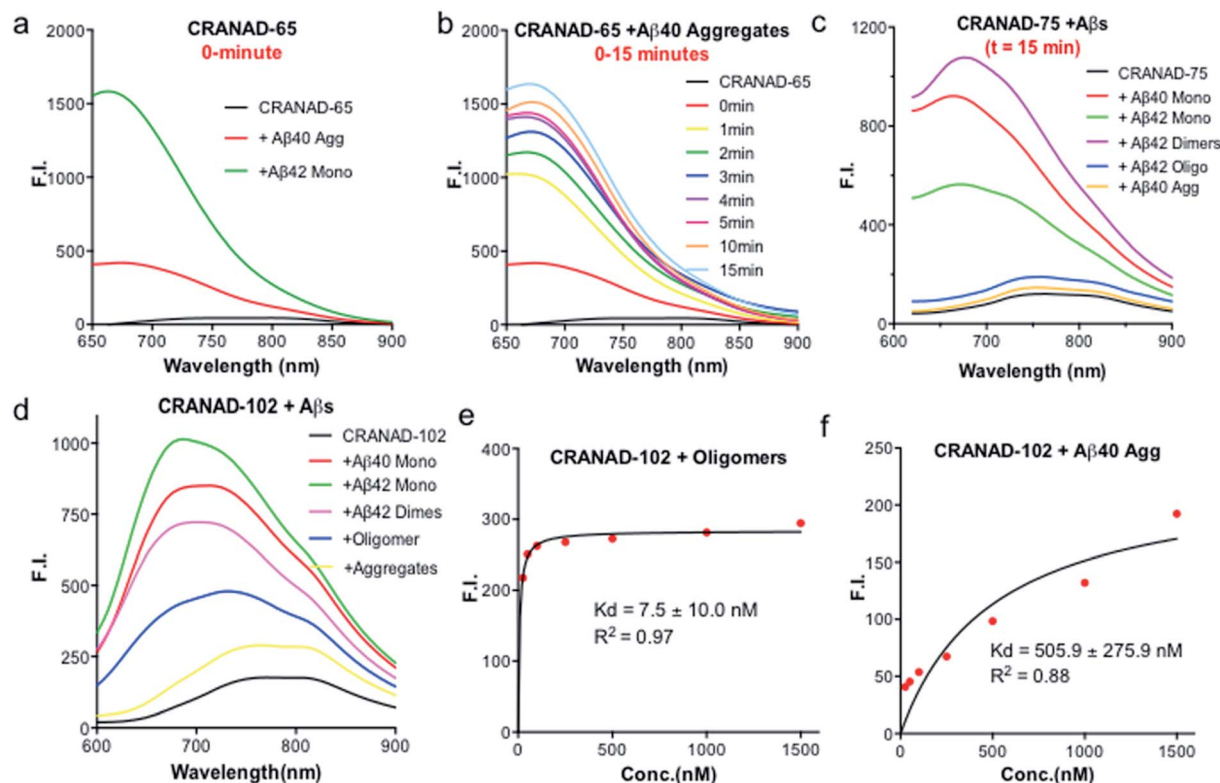 a
CRANAD-65
0-minute
2000
1500
1000
500
0
F.I.
CRANAD-65
+ Aβ40 Agg
+Aβ42 Mono
650 700 750 800 850 900
Wavelength (nm)
b
CRANAD-65 +Aβ40 Aggregates
0-15 minutes
2000
1500
1000
500
0
F.I.
CRANAD-65
0min
1min
2min
3min
4min
5min
10min
15min
650 700 750 800 850 900
Wavelength (nm)
c
CRANAD-75 +Aβs
(t = 15 min)
1200
800
400
0
F.I.
CRANAD-75
+ Aβ40 Mono
+ Aβ42 Mono
+ Aβ42 Dimers
+ Aβ42 Oligo
+ Aβ40 Agg
600 700 800 900
Wavelength (nm)
d
CRANAD-102 + Aβs
1000
750
500
250
0
F.I.
CRANAD-102
+Aβ40 Mono
+Aβ42 Mono
+Aβ42 Dimes
+Oligomer
+Aggregates
600 700 800 900
Wavelength(nm)
e
CRANAD-102 + Oligomers
400
300
200
100
0
F.I.
Kd = 7.5 ± 10.0 nM
R² = 0.97
0 500 1000 1500
Conc.(nM)
f
CRANAD-102 + Aβ40 Agg
250
200
150
100
50
0
F.I.
Kd = 505.9 ± 275.9 nM
R² = 0.88
0 500 1000 1500
Conc.(nM)